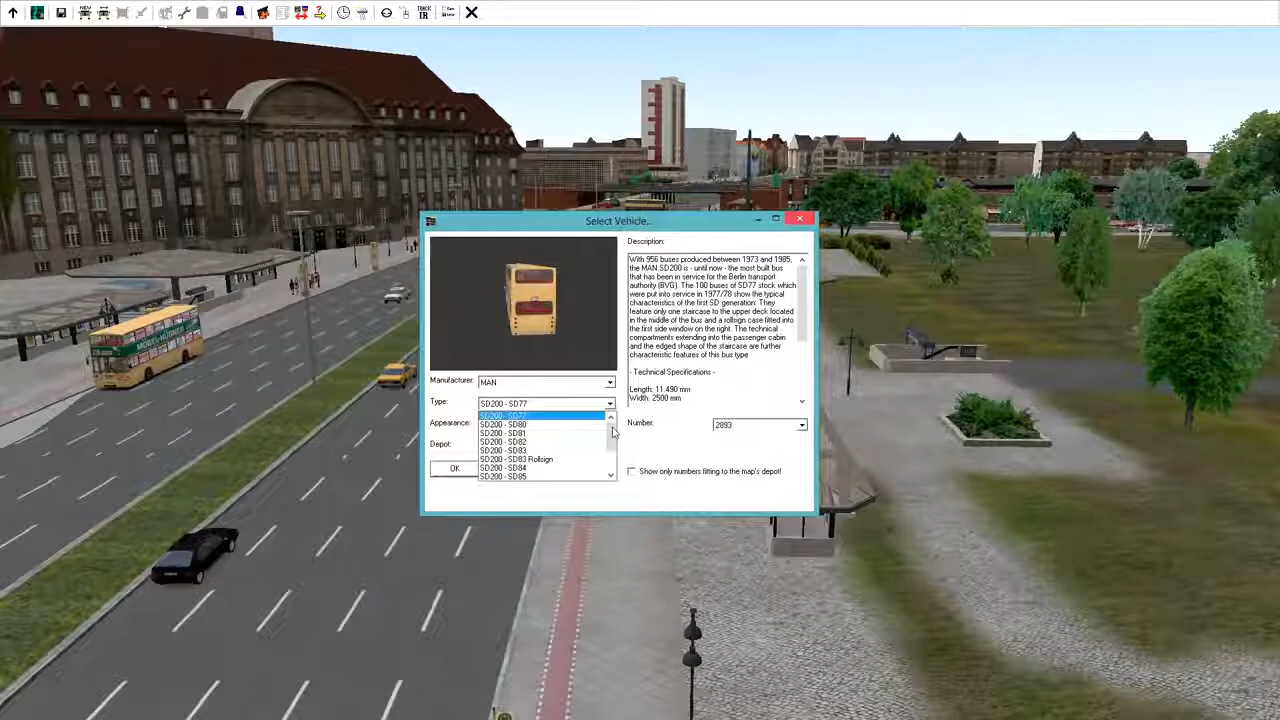 NEW
TRACK
IR
Select Vehicle...
Description:
With 956 buses produced between 1973 and 1985,
the MAN SD200 is - until now - the most built bus
that has been in service for the Berlin transport
authority (BVG). The 100 buses of SD77 stock which
were put into service in 1977/78 show the typical
characteristics of the first SD generation: They
feature only one staircase to the upper deck located
in the middle of the bus and a rollsign case fitted into
the first side window on the right. The technical
compartments extending into the passenger cabin
and the edged shape of the staircase are further
characteristic features of this bus type
- Technical Specifications -
Length: 11.490 mm
Width: 2500 mm
Manufacturer:
MAN
Type:
SD200 - SD77
SD200 - SD77
SD200 - SD80
SD200 - SD81
SD200 - SD82
SD200 - SD83
SD200 - SD83 Rollsign
SD200 - SD84
SD200 - SD85
Appearance:
Depot:
OK
Number:
2893
Show only numbers fitting to the map's depot!
MÖBEL-HÜBNER